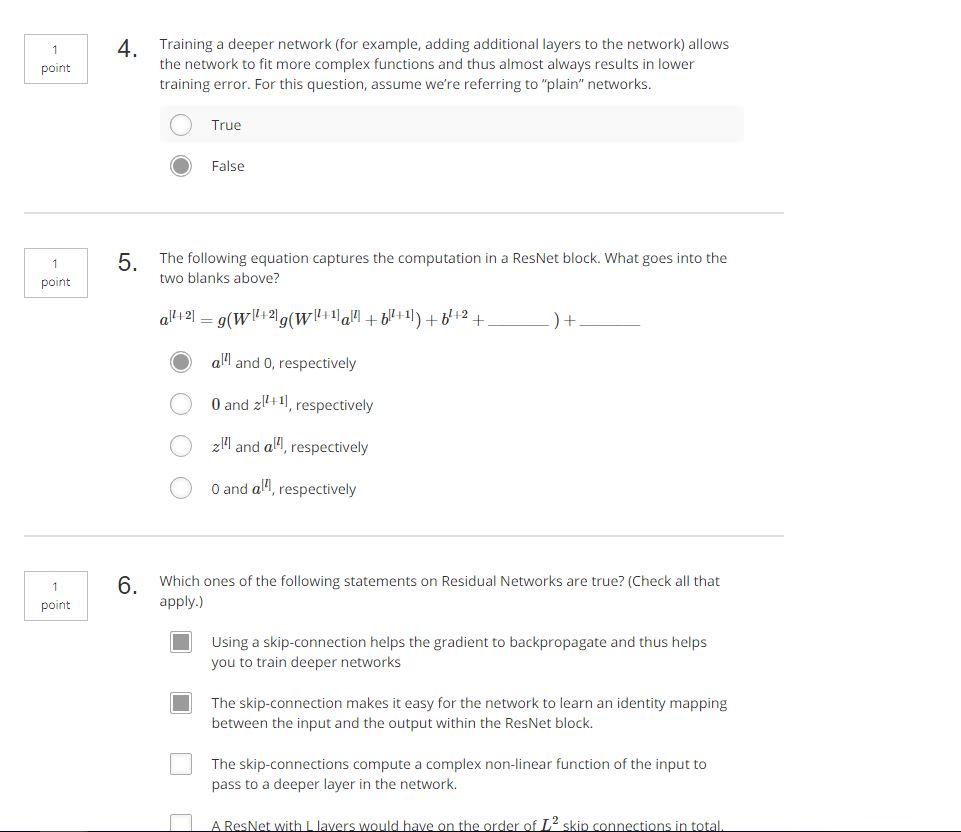 1
point
4.
Training a deeper network (for example, adding additional layers to the network) allows
the network to fit more complex functions and thus almost always results in lower
training error. For this question, assume we're referring to "plain" networks.
True
False
1
point
5.
The following equation captures the computation in a ResNet block. What goes into the
two blanks above?
a^{[l+2]} = g(W^{[l+2]}g(W^{[l+1]}a^{[l]} + b^{[l+1]}) + b^{l+2} + _______ ) + _______
a^{[l]} and 0, respectively
0 and z^{[l+1]}, respectively
z^{[l]} and a^{[l]}, respectively
0 and a^{[l]}, respectively
1
point
6.
Which ones of the following statements on Residual Networks are true? (Check all that
apply.)
Using a skip-connection helps the gradient to backpropagate and thus helps
you to train deeper networks
The skip-connection makes it easy for the network to learn an identity mapping
between the input and the output within the ResNet block.
The skip-connections compute a complex non-linear function of the input to
pass to a deeper layer in the network.
A ResNet with L layers would have on the order of L^2 skip connections in total.